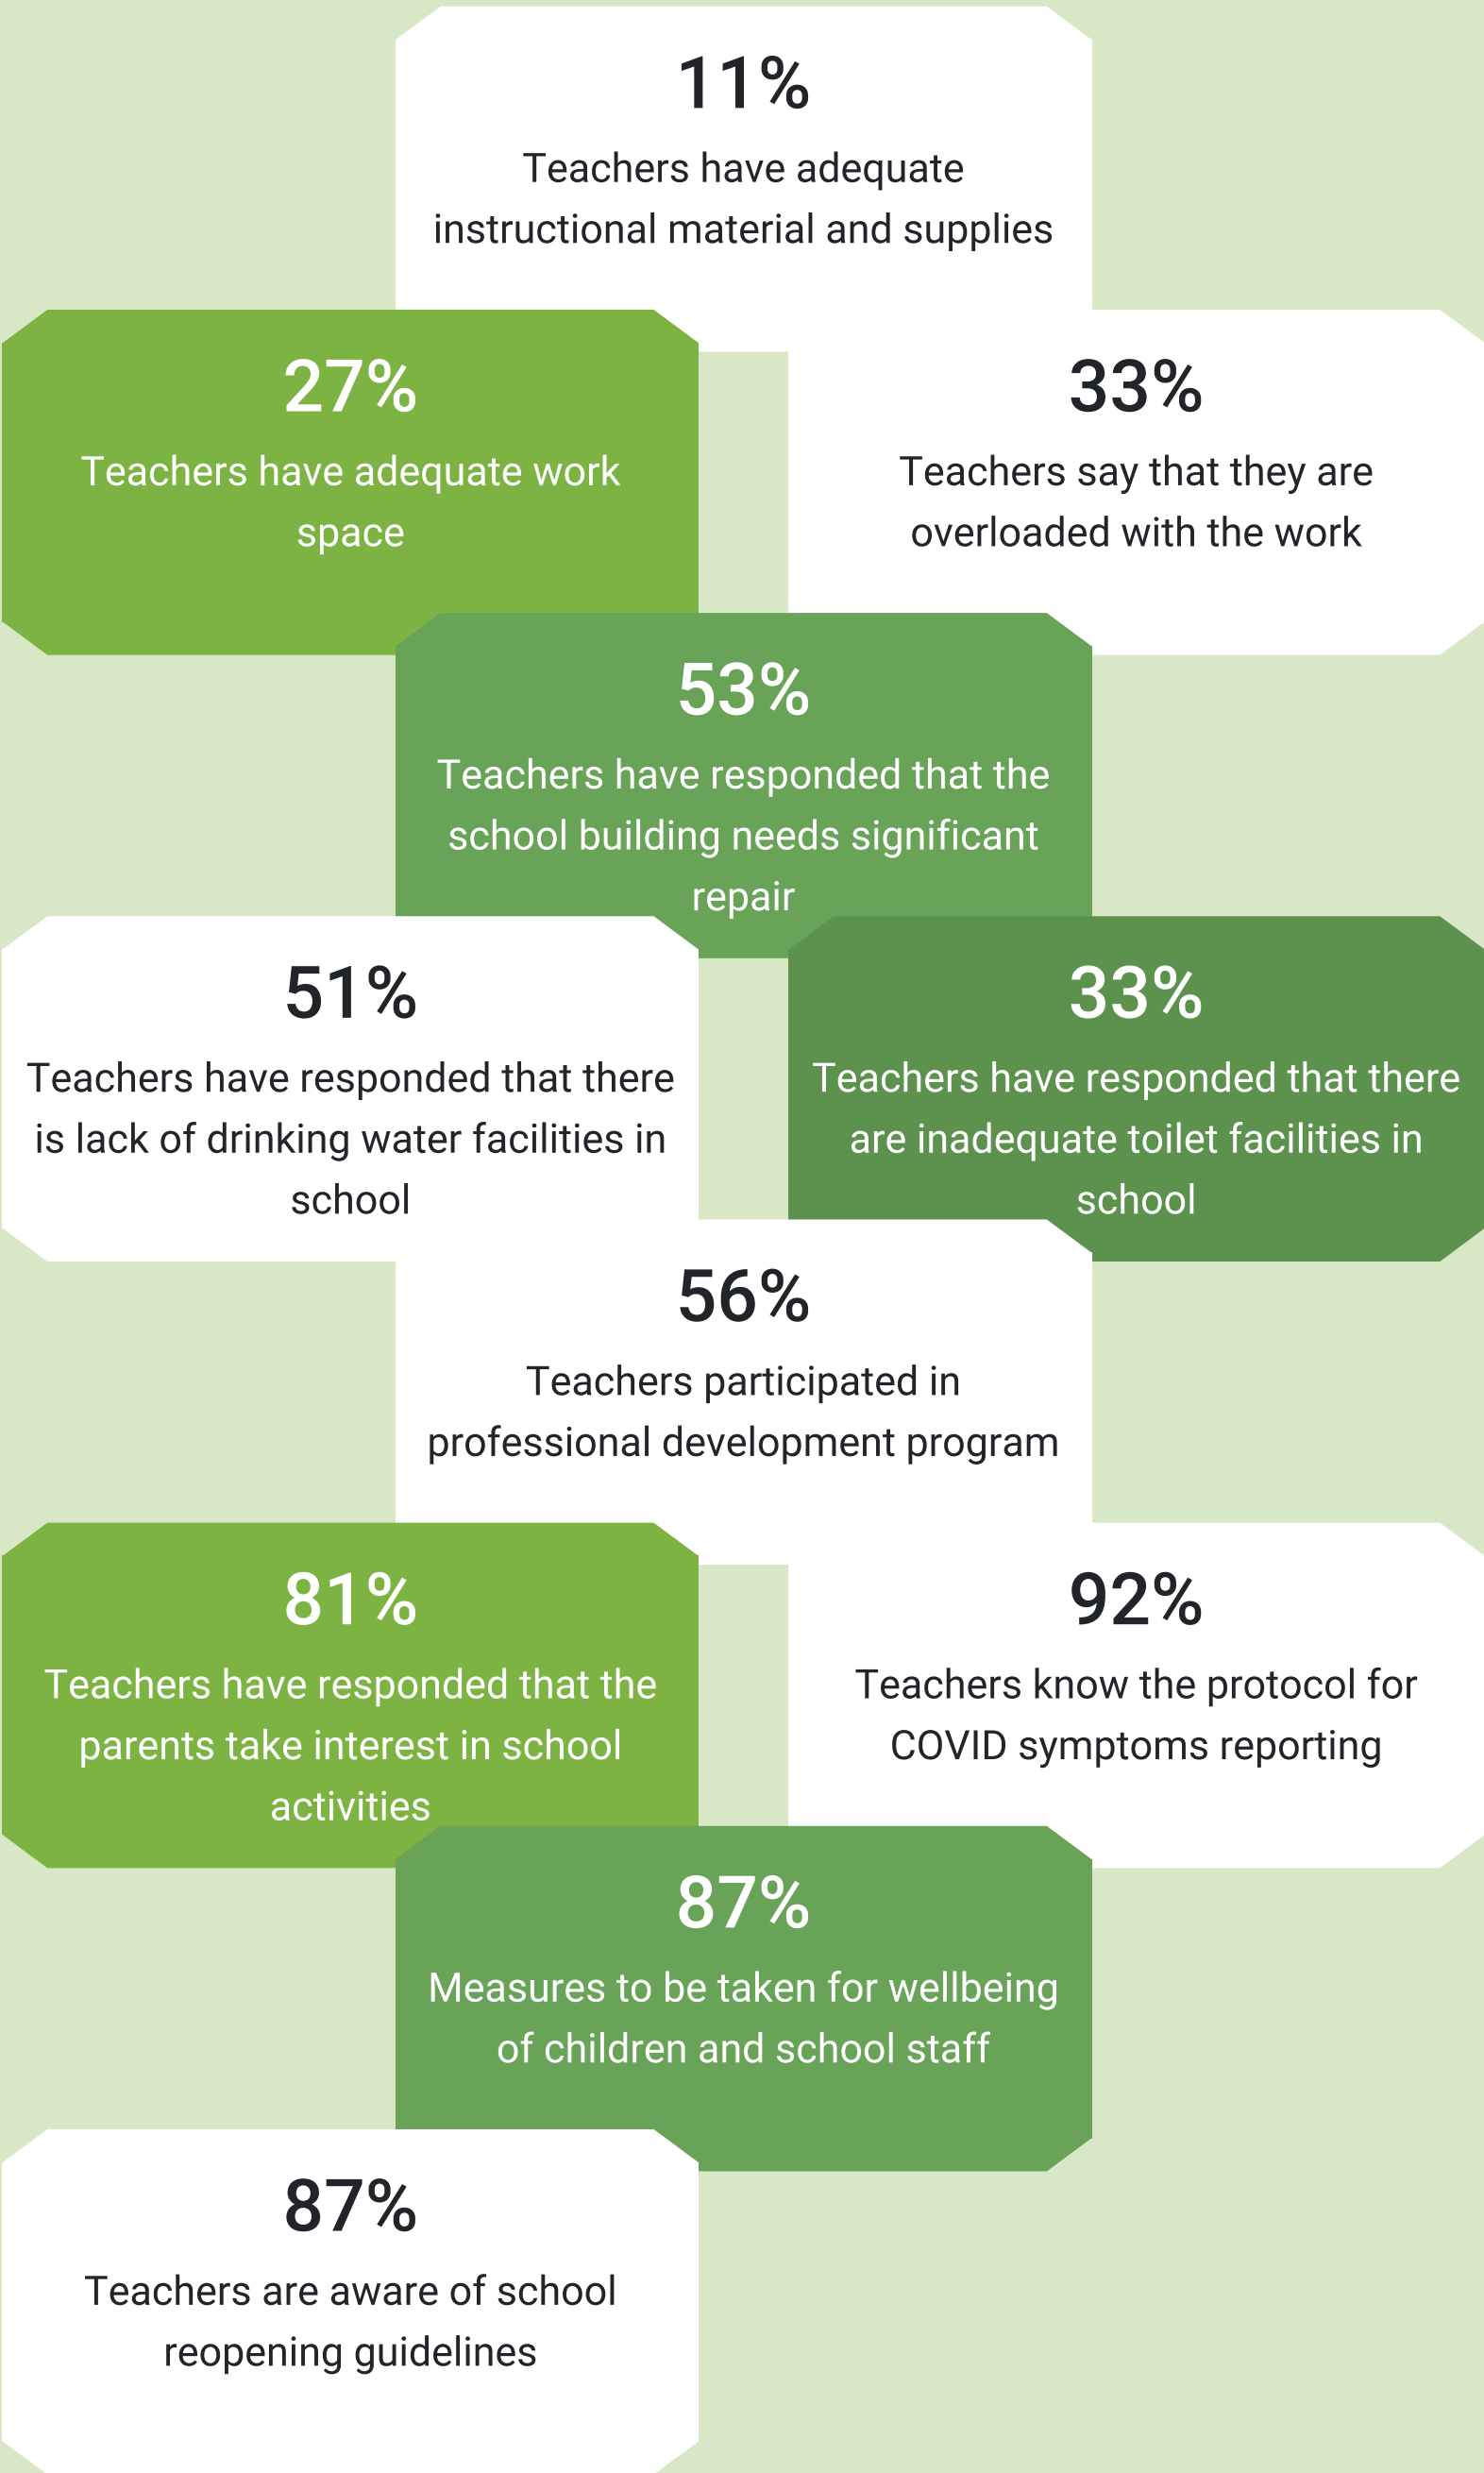 11%
Teachers have adequate
instructional material and supplies
27%
Teachers have adequate work
space
33%
Teachers say that they are
overloaded with the work
53%
Teachers have responded that the
school building needs significant
repair
51%
Teachers have responded that there
is lack of drinking water facilities in
school
33%
Teachers have responded that there
are inadequate toilet facilities in
school
56%
Teachers participated in
professional development program
81%
Teachers have responded that the
parents take interest in school
activities
92%
Teachers know the protocol for
COVID symptoms reporting
87%
Measures to be taken for wellbeing
of children and school staff
87%
Teachers are aware of school
reopening guidelines